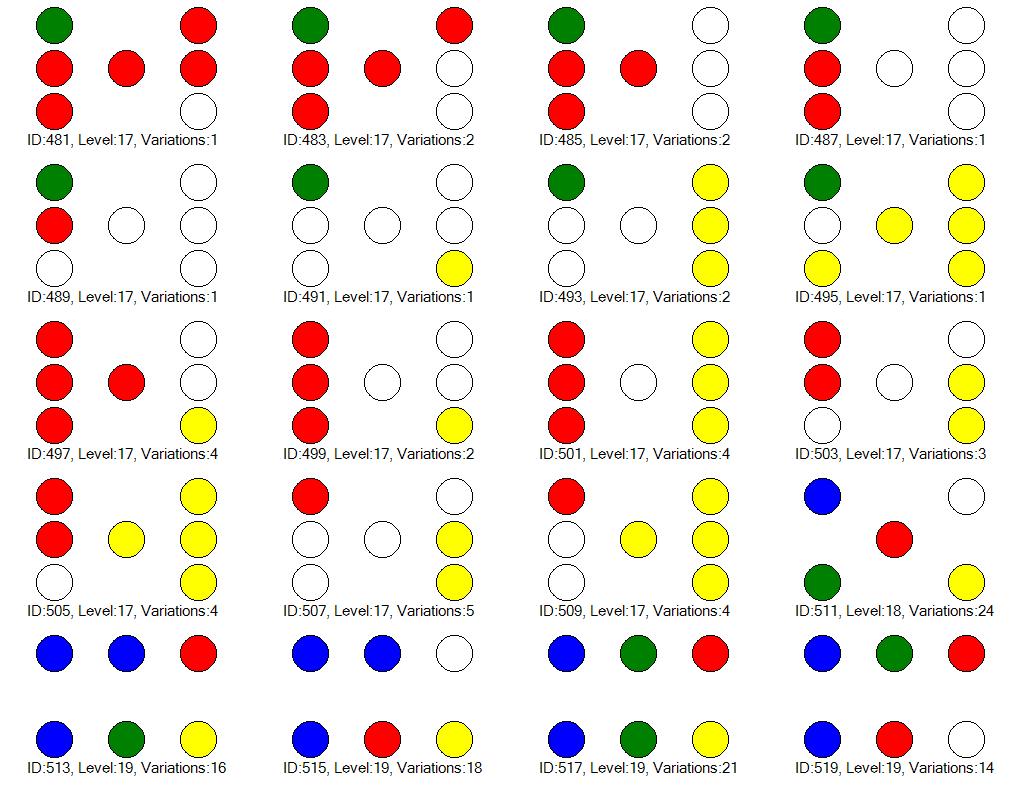 ID:481, Level:17, Variations:1 ID:483, Level:17, Variations:2 ID:485, Level:17, Variations:2 ID:487, Level:17, Variations:1
ID:489, Level:17, Variations:1 ID:491, Level:17, Variations:1 ID:493, Level:17, Variations:2 ID:495, Level:17, Variations:1
ID:497, Level:17, Variations:4 ID:499, Level:17, Variations:2 ID:501, Level:17, Variations:4 ID:503, Level:17, Variations:3
ID:505, Level:17, Variations:4 ID:507, Level:17, Variations:5 ID:509, Level:17, Variations:4 ID:511, Level:18, Variations:24
ID:513, Level:19, Variations:16 ID:515, Level:19, Variations:18 ID:517, Level:19, Variations:21 ID:519, Level:19, Variations:14